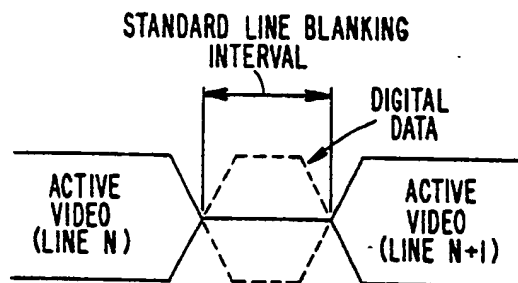 STANDARD LINE BLANKING
INTERVAL
DIGITAL
DATA
ACTIVE
VIDEO
(LINE N)
ACTIVE
VIDEO
(LINE N+1)